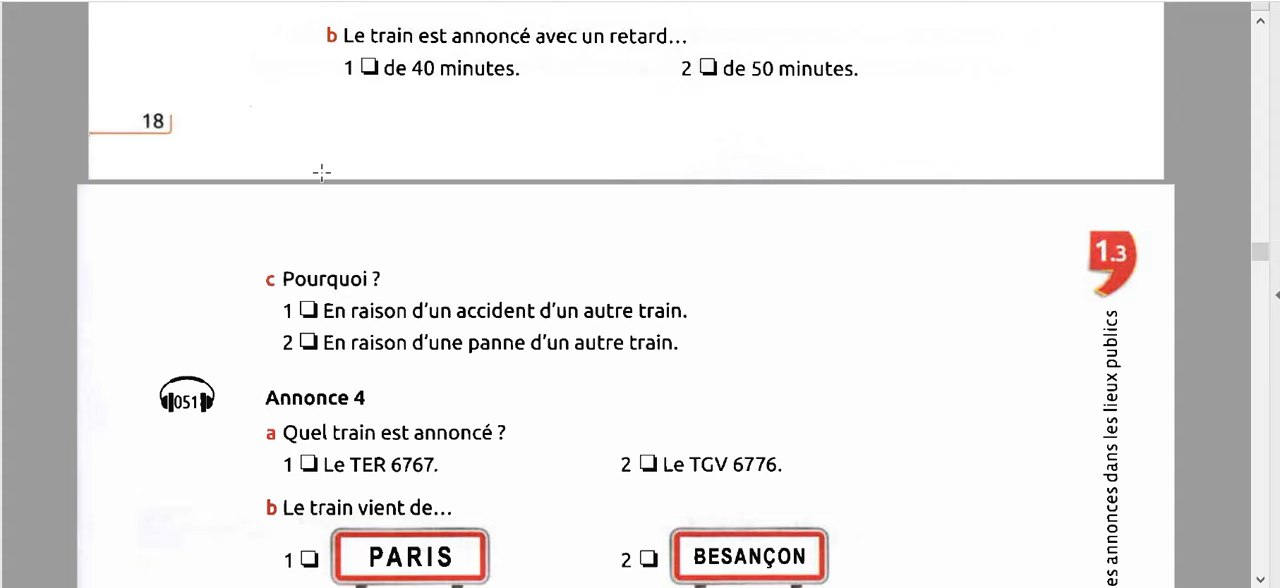 b Le train est annoncé avec un retard…
1 ❏ de 40 minutes. 2 ❏ de 50 minutes.
18
1.3
c Pourquoi ?
1 ❏ En raison d’un accident d’un autre train.
2 ❏ En raison d’une panne d’un autre train.
051
Annonce 4
a Quel train est annoncé ?
1 ❏ Le TER 6767. 2 ❏ Le TGV 6776.
b Le train vient de…
1 ❏ PARIS 2 ❏ BESANÇON
es annonces dans les lieux publics